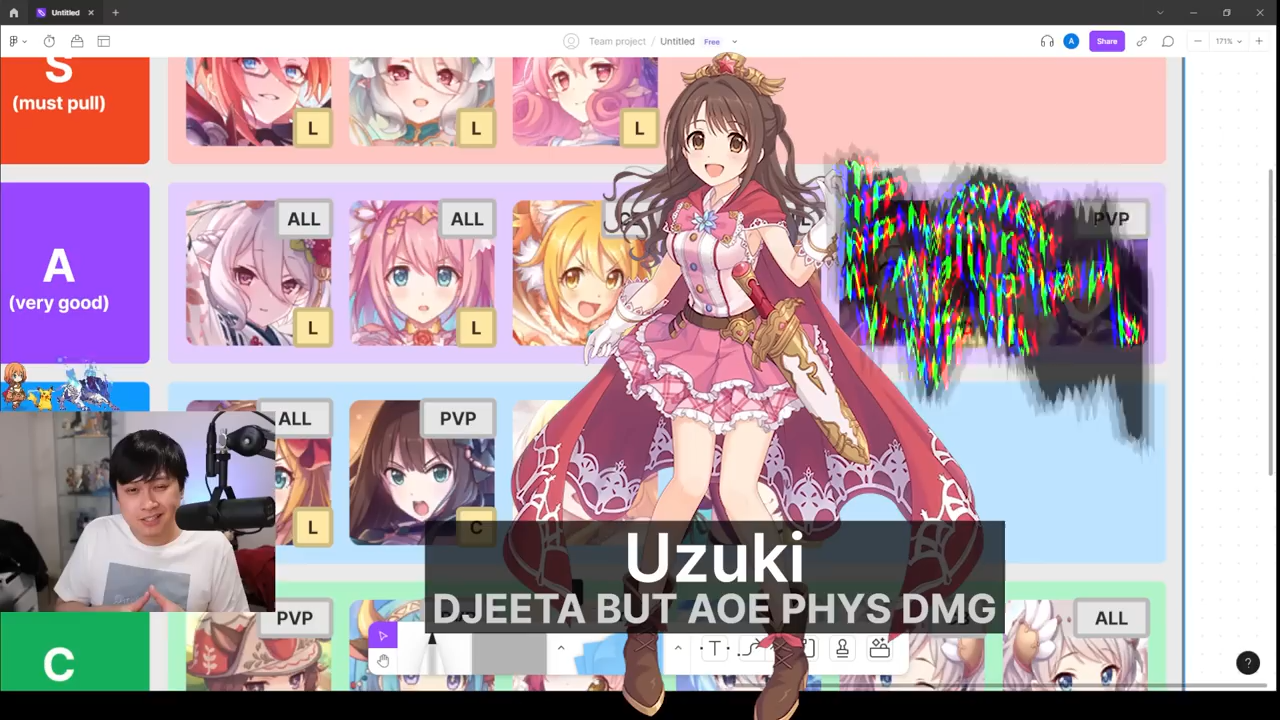 Untitled
Team project / Untitled Free
A
Share
171%
S
(must pull)
L
L
L
A
(very good)
ALL
ALL
PVP
L
L
ALL
PVP
L
C
Uzuki
DJEETA BUT AOE PHYS DMG
C
PVP
ALL
T
?